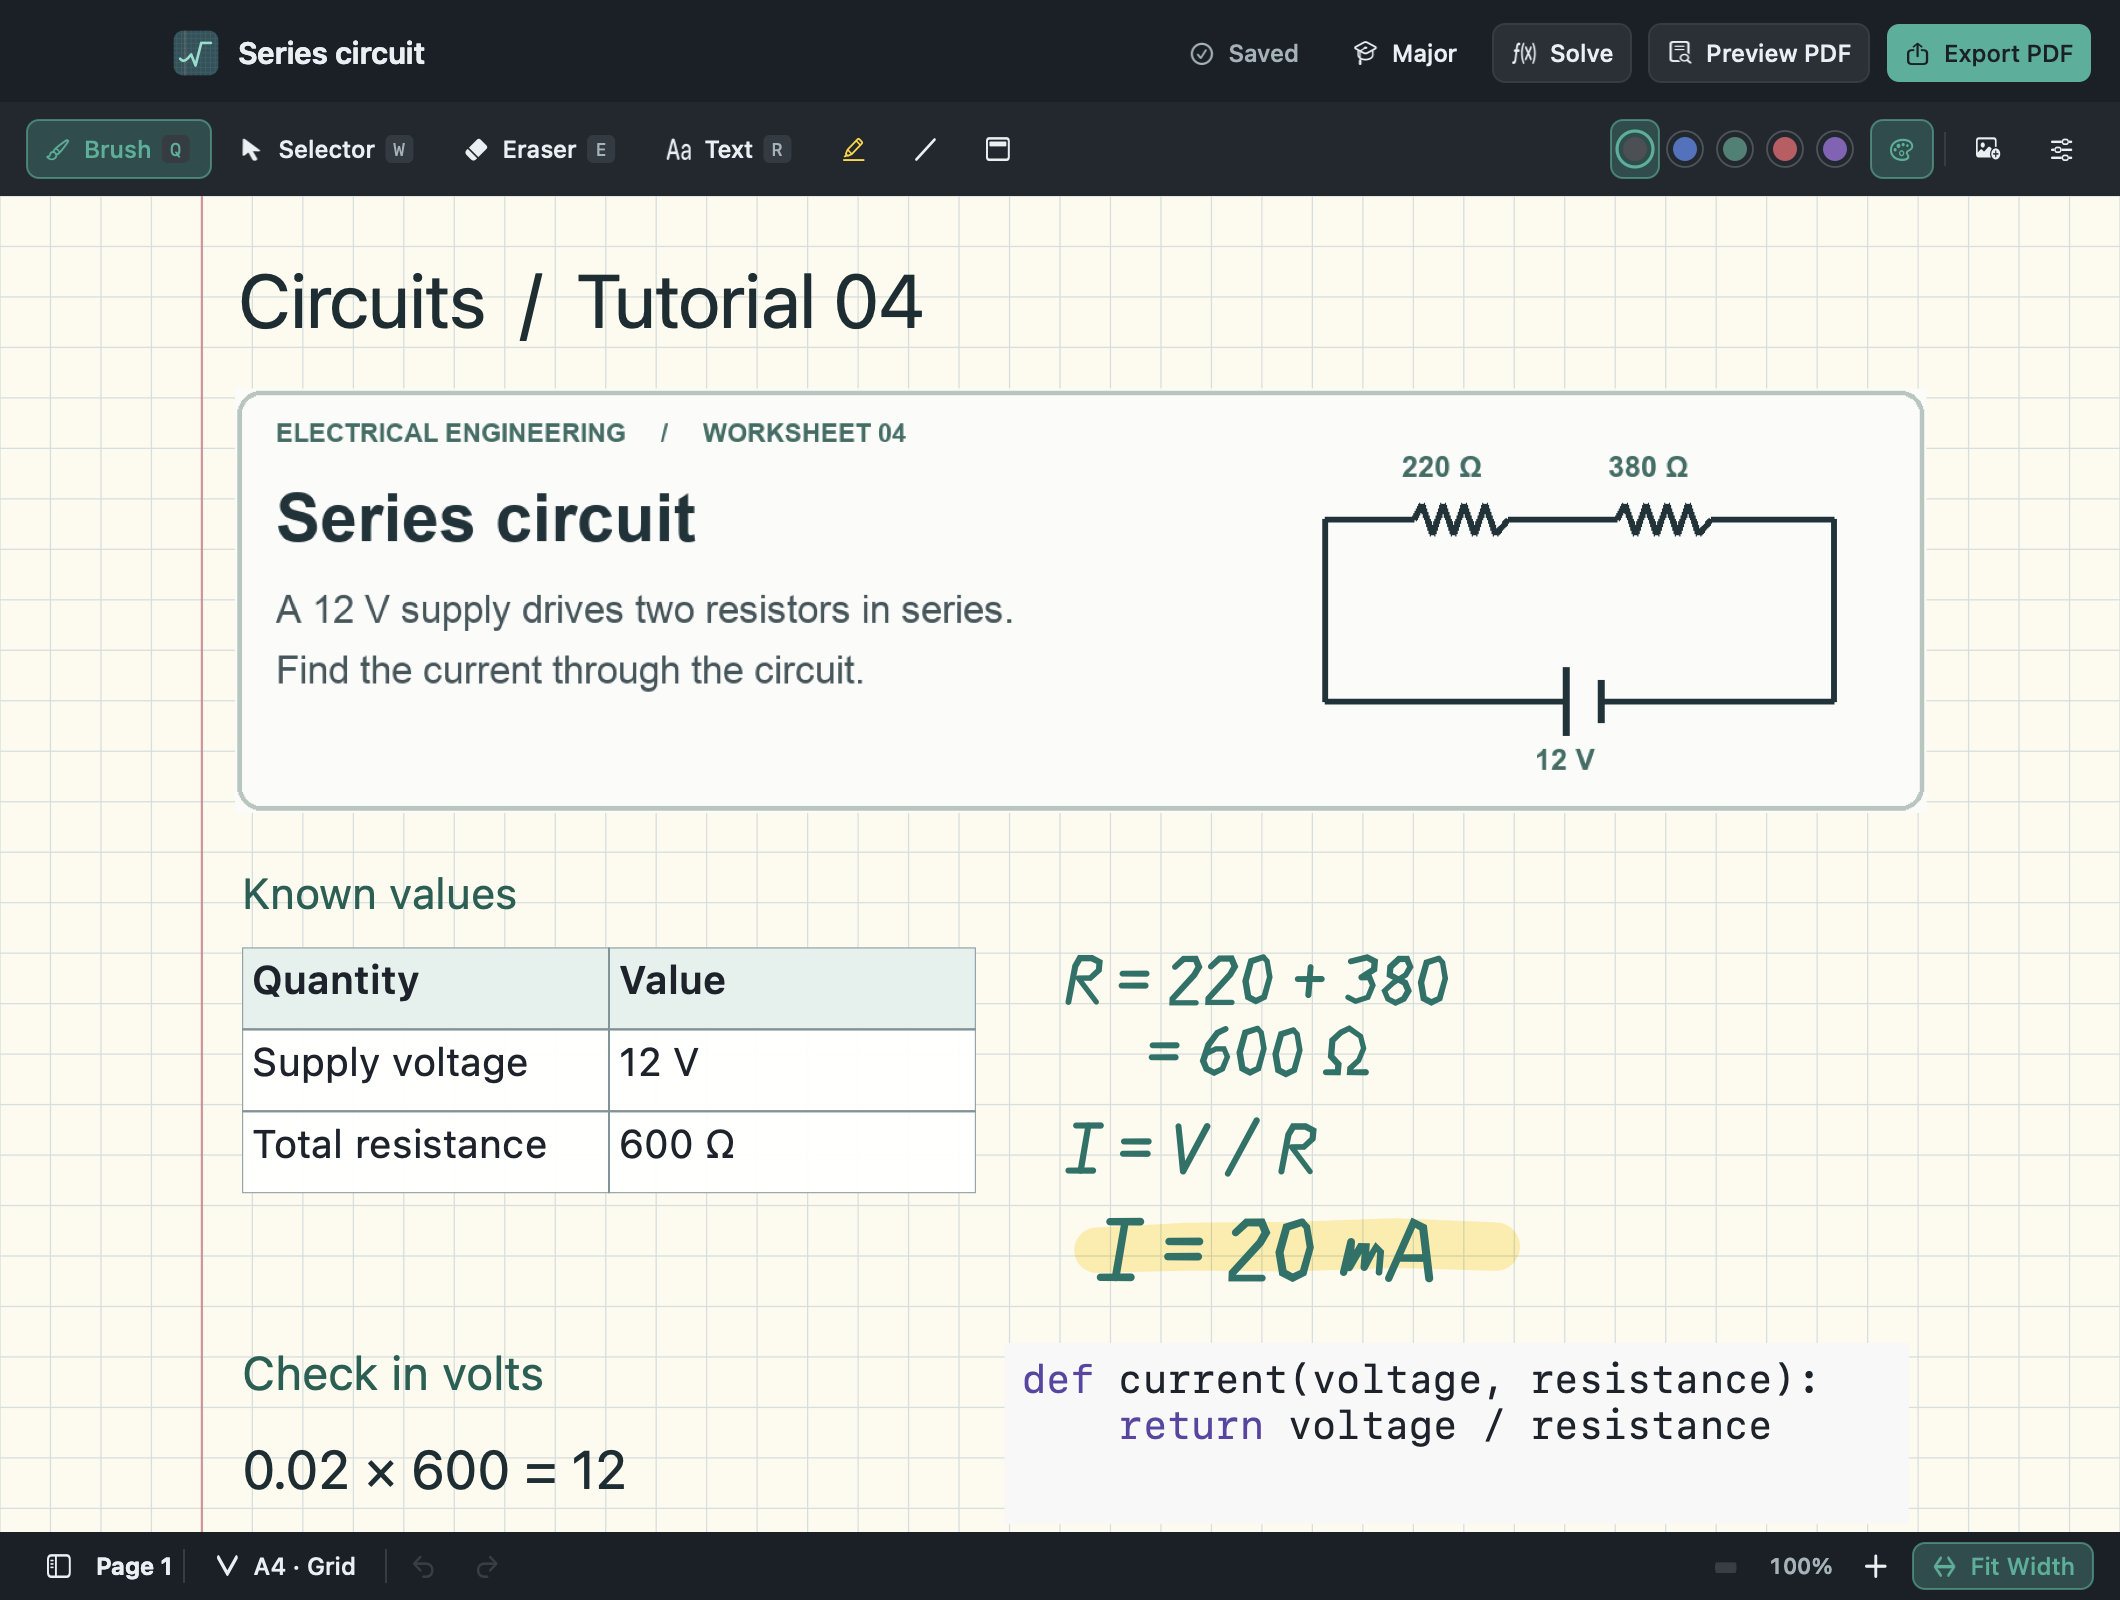 Series circuit
Saved
Major
f(x) Solve
Preview PDF
Export PDF
Brush Q
Selector W
Eraser E
Aa Text R
Circuits / Tutorial 04
ELECTRICAL ENGINEERING / WORKSHEET 04
Series circuit
A 12 V supply drives two resistors in series.
Find the current through the circuit.
220 Ω 380 Ω
12 V
Known values
Quantity Value
Supply voltage 12 V
Total resistance 600 Ω
R = 220 + 380
= 600 Ω
I = V / R
I = 20 mA
Check in volts
0.02 × 600 = 12
def current(voltage, resistance):
return voltage / resistance
Page 1
A4 · Grid
100%
Fit Width